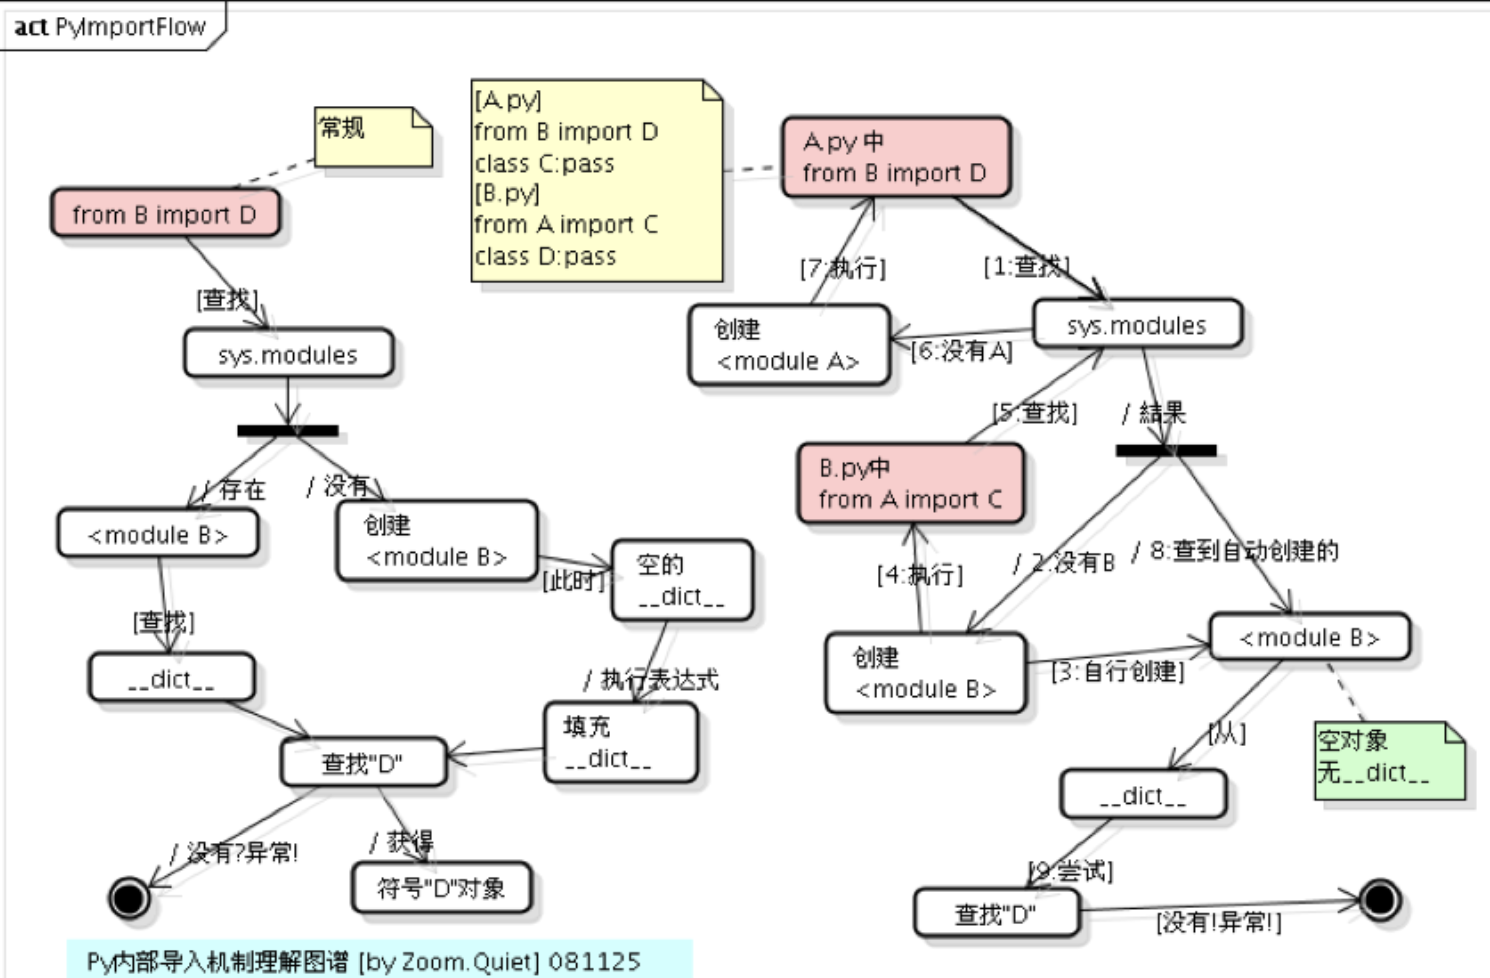 act PyImportFlow
常规
from B import D
[查找]
sys.modules
/ 存在
/ 没有
<module B>
创建
<module B>
[此时]
空的
__dict__
[查找]
__dict__
/ 执行表达式
填充
__dict__
查找"D"
/ 没有?异常!
/ 获得
符号"D"对象
[A.py]
from B import D
class C:pass
[B.py]
from A import C
class D:pass
A.py 中
from B import D
[7:执行]
[1:查找]
创建
<module A>
[6:没有A]
sys.modules
[5:查找]
/ 結果
B.py中
from A import C
[4:执行]
/ 2:没有B
/ 8:查到自动创建的
创建
<module B>
[3:自行创建]
<module B>
[从]
空对象
无__dict__
__dict__
[9:尝试]
查找"D"
[没有!异常!]
Py内部导入机制理解图谱 [by Zoom.Quiet] 081125